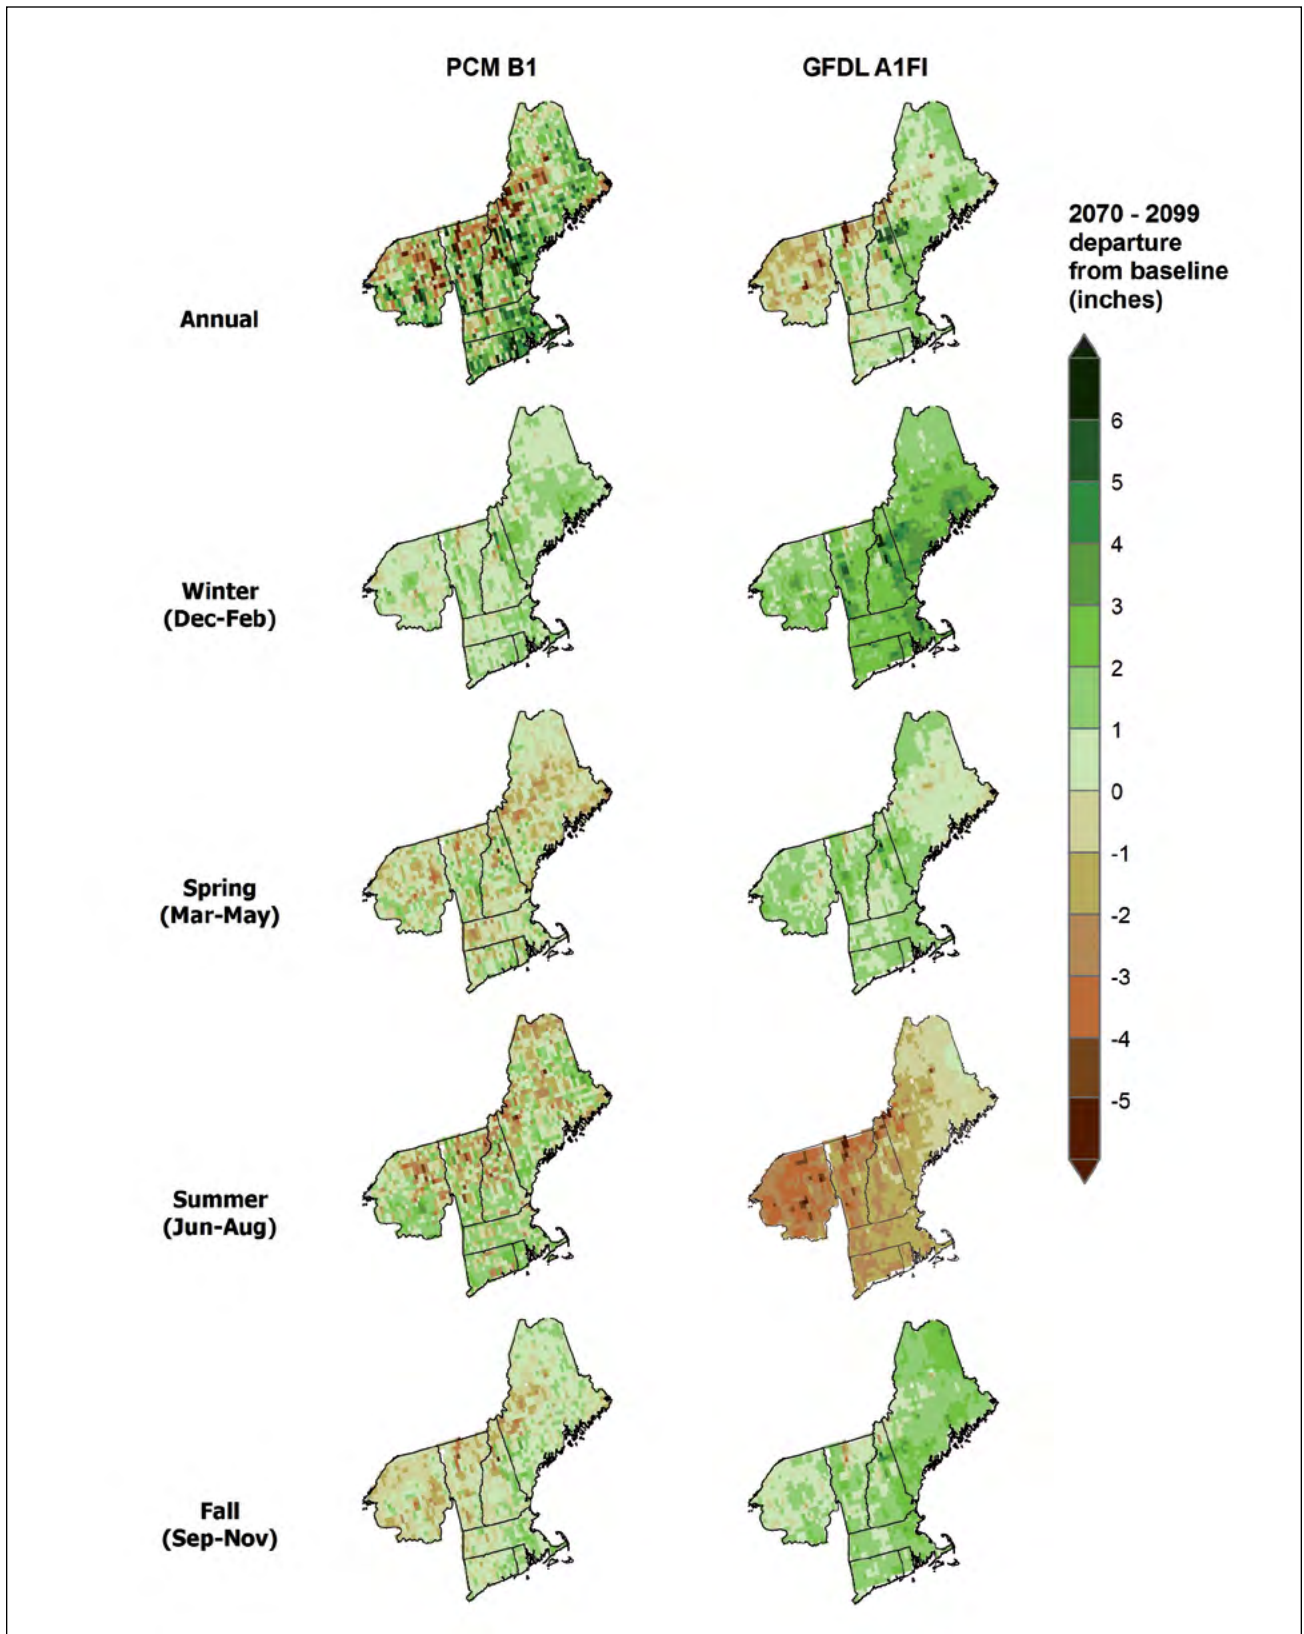 PCM B1
GFDL A1FI
2070 - 2099
departure
from baseline
(inches)
Annual
6
5
4
Winter
(Dec-Feb)
3
2
1
0
-1
Spring
(Mar-May)
-2
-3
-4
-5
Summer
(Jun-Aug)
Fall
(Sep-Nov)